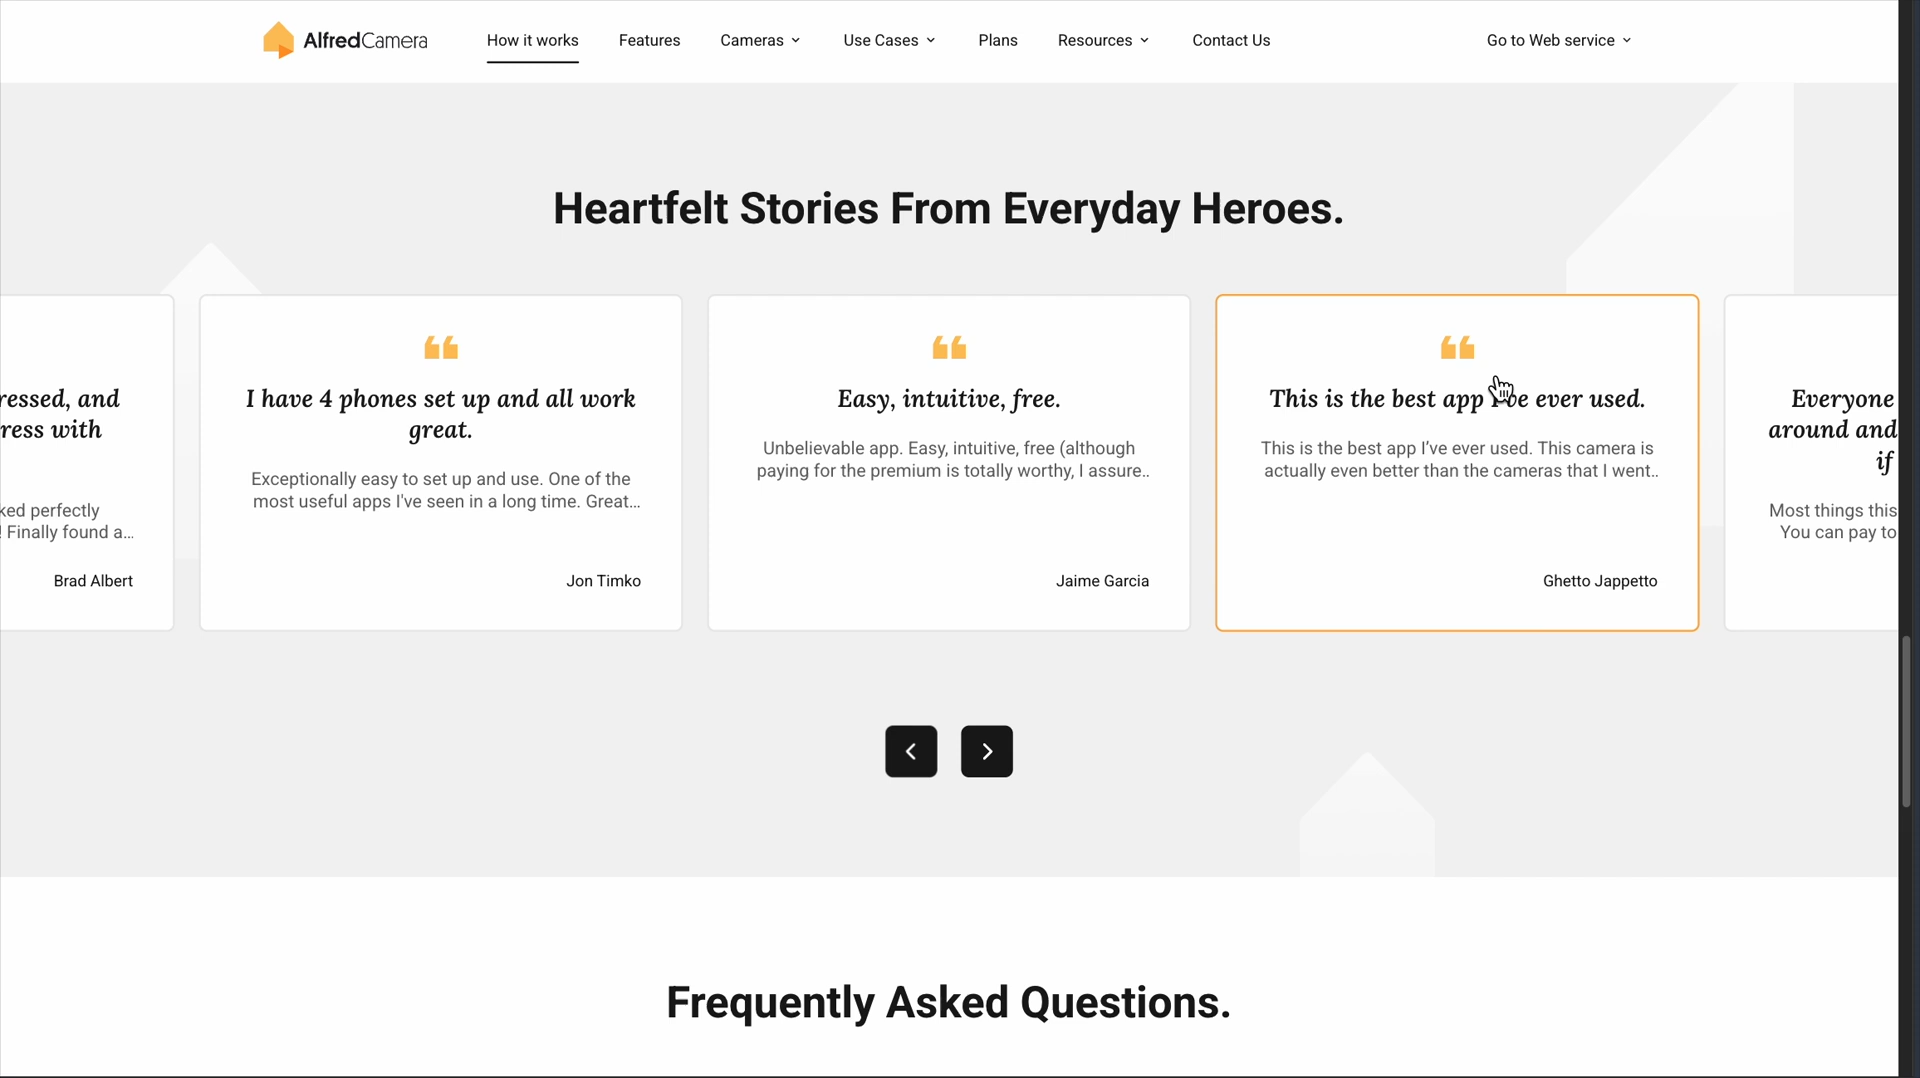 AlfredCamera
How it works
Features
Cameras
Use Cases
Plans
Resources
Contact Us
Go to Web service
Heartfelt Stories From Everyday Heroes.
ressed, and
ress with
ked perfectly
! Finally found a...
Brad Albert
I have 4 phones set up and all work
great.
Exceptionally easy to set up and use. One of the
most useful apps I've seen in a long time. Great...
Jon Timko
Easy, intuitive, free.
Unbelievable app. Easy, intuitive, free (although
paying for the premium is totally worthy, I assure..
Jaime Garcia
This is the best app I've ever used.
This is the best app I’ve ever used. This camera is
actually even better than the cameras that I went..
Ghetto Jappetto
Everyone
around and
if
Most things this
You can pay to
Frequently Asked Questions.